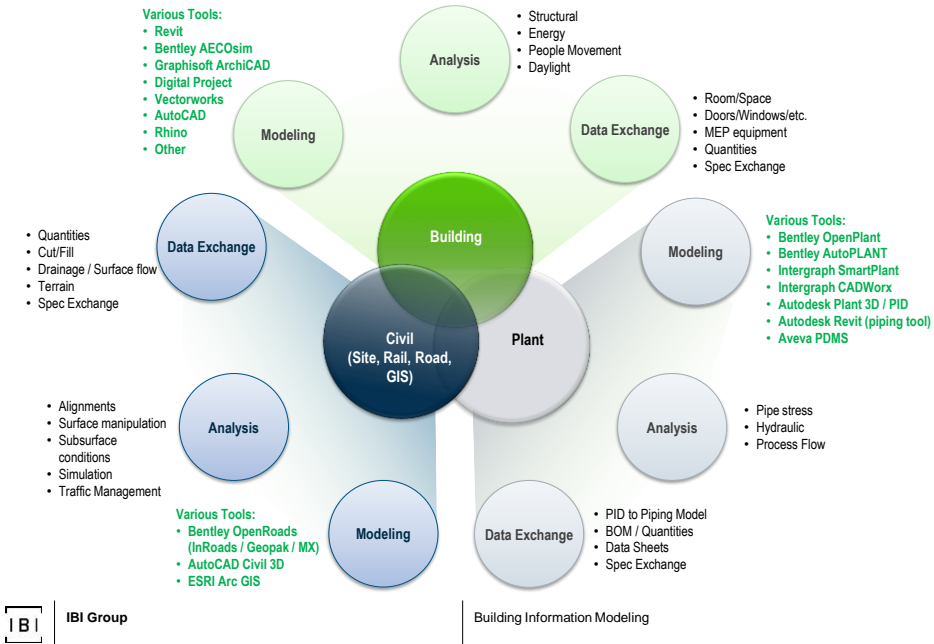 Various Tools:
• Revit
• Bentley AECOsim
• Graphisoft ArchiCAD
• Digital Project
• Vectorworks
• AutoCAD
• Rhino
• Other
Modeling
Analysis
• Structural
• Energy
• People Movement
• Daylight
Data Exchange
• Room/Space
• Doors/Windows/etc.
• MEP equipment
• Quantities
• Spec Exchange
Building
Civil
(Site, Rail, Road,
GIS)
Plant
Data Exchange
• Quantities
• Cut/Fill
• Drainage / Surface flow
• Terrain
• Spec Exchange
Analysis
• Alignments
• Surface manipulation
• Subsurface
conditions
• Simulation
• Traffic Management
Modeling
Various Tools:
• Bentley OpenRoads
(InRoads / Geopak / MX)
• AutoCAD Civil 3D
• ESRI Arc GIS
Modeling
Various Tools:
• Bentley OpenPlant
• Bentley AutoPLANT
• Intergraph SmartPlant
• Intergraph CADWorx
• Autodesk Plant 3D / PID
• Autodesk Revit (piping tool)
• Aveva PDMS
Analysis
• Pipe stress
• Hydraulic
• Process Flow
Data Exchange
• PID to Piping Model
• BOM / Quantities
• Data Sheets
• Spec Exchange
IBI
IBI Group
Building Information Modeling